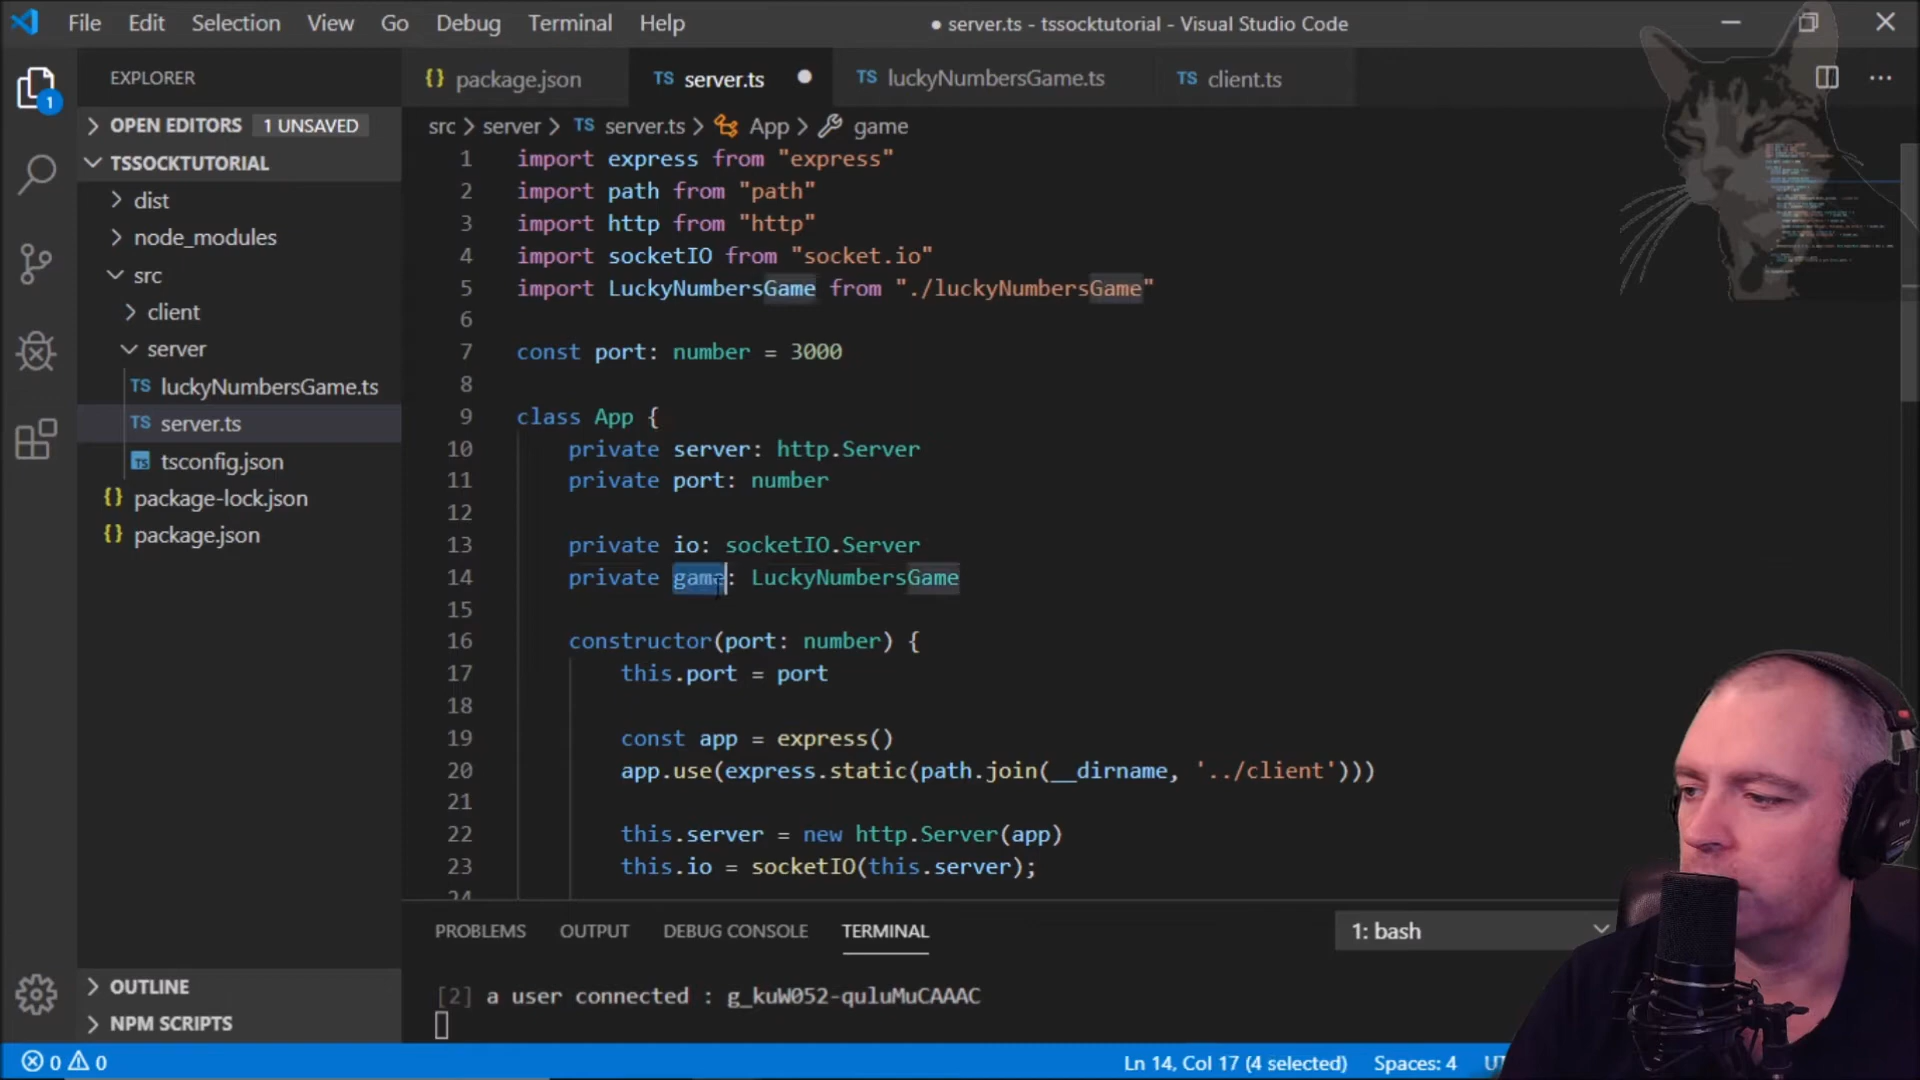 File Edit Selection View Go Debug Terminal Help
● server.ts - tssocktutorial - Visual Studio Code
EXPLORER
1
OPEN EDITORS 1 UNSAVED
TSSOCKTUTORIAL
dist
node_modules
src
client
server
TS luckyNumbersGame.ts
TS server.ts
TS tsconfig.json
{} package-lock.json
{} package.json
OUTLINE
NPM SCRIPTS
{} package.json TS server.ts ● TS luckyNumbersGame.ts TS client.ts ...
src > server > TS server.ts > App > game
1 import express from "express"
2 import path from "path"
3 import http from "http"
4 import socketIO from "socket.io"
5 import LuckyNumbersGame from "./luckyNumbersGame"
6
7 const port: number = 3000
8
9 class App {
10 private server: http.Server
11 private port: number
12
13 private io: socketIO.Server
14 private game: LuckyNumbersGame
15
16 constructor(port: number) {
17 this.port = port
18
19 const app = express()
20 app.use(express.static(path.join(__dirname, '../client')))
21
22 this.server = new http.Server(app)
23 this.io = socketIO(this.server);
24
PROBLEMS OUTPUT DEBUG CONSOLE TERMINAL 1: bash
[2] a user connected : g_kuW052-quluMuCAAAC
0 0 Ln 14, Col 17 (4 selected) Spaces: 4